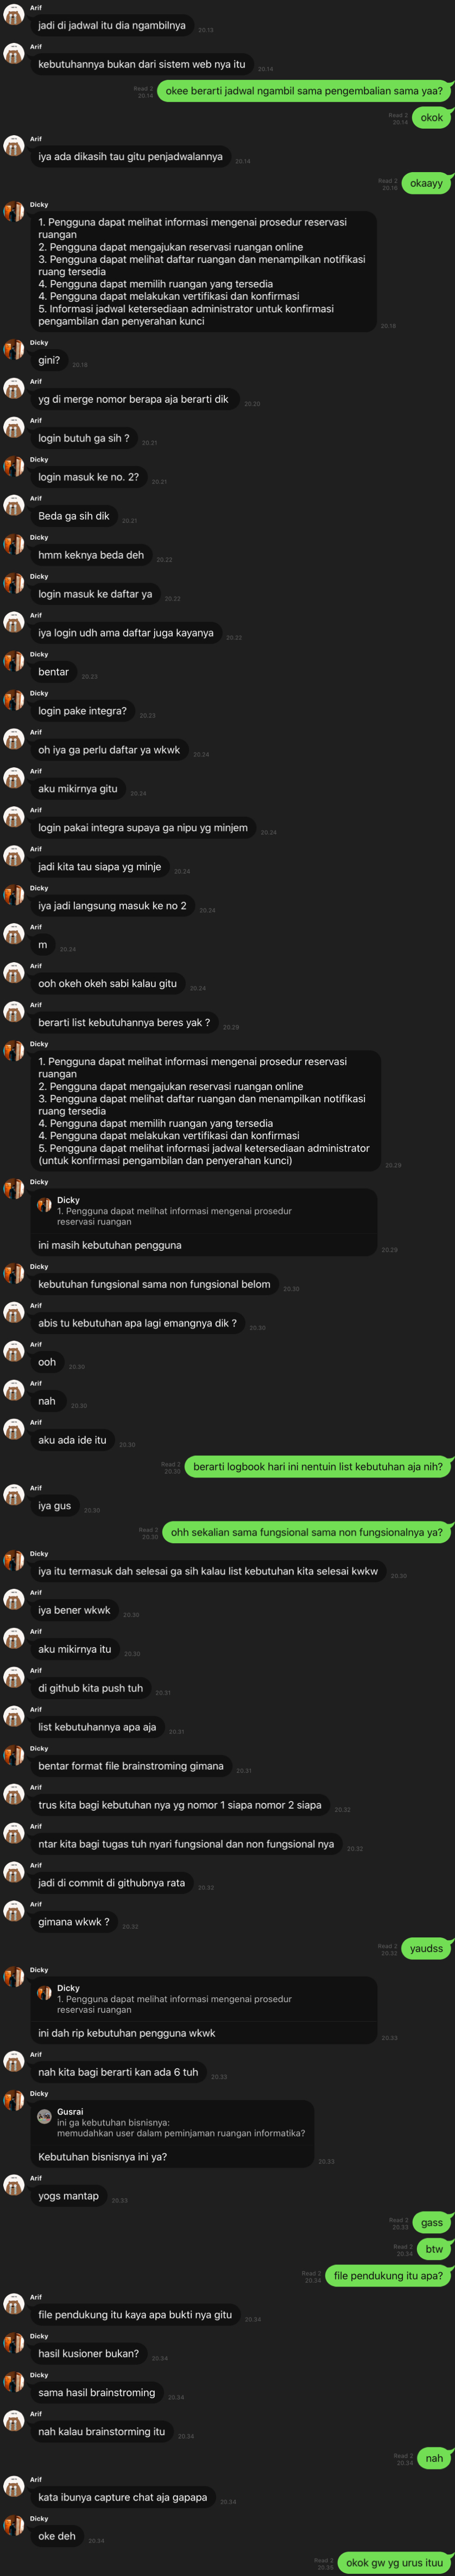 Arif
jadi di jadwal itu dia ngambilnya
20.13
Arif
kebutuhannya bukan dari sistem web nya itu
20.14
Read 2
20.14
okee berarti jadwal ngambil sama pengembalian sama yaa?
Read 2
20.14
okok
Arif
iya ada dikasih tau gitu penjadwalannya
20.14
Read 2
20.16
okaayy
Dicky
1. Pengguna dapat melihat informasi mengenai prosedur reservasi
ruangan
2. Pengguna dapat mengajukan reservasi ruangan online
3. Pengguna dapat melihat daftar ruangan dan menampilkan notifikasi
ruang tersedia
4. Pengguna dapat memilih ruangan yang tersedia
4. Pengguna dapat melakukan vertifikasi dan konfirmasi
5. Informasi jadwal ketersediaan administrator untuk konfirmasi
pengambilan dan penyerahan kunci
20.18
Dicky
gini?
20.18
Arif
yg di merge nomor berapa aja berarti dik
20.20
Arif
login butuh ga sih ?
20.21
Dicky
login masuk ke no. 2?
20.21
Arif
Beda ga sih dik
20.21
Dicky
hmm keknya beda deh
20.22
Dicky
login masuk ke daftar ya
20.22
Arif
iya login udh ama daftar juga kayanya
20.22
Dicky
bentar
20.23
Dicky
login pake integra?
20.23
Arif
oh iya ga perlu daftar ya wkwk
20.24
Arif
aku mikirnya gitu
20.24
Arif
login pakai integra supaya ga nipu yg minjem
20.24
Arif
jadi kita tau siapa yg minje
20.24
Dicky
iya jadi langsung masuk ke no 2
20.24
Arif
m
20.24
Arif
ooh okeh okeh sabi kalau gitu
20.24
Arif
berarti list kebutuhannya beres yak ?
20.29
Dicky
1. Pengguna dapat melihat informasi mengenai prosedur reservasi
ruangan
2. Pengguna dapat mengajukan reservasi ruangan online
3. Pengguna dapat melihat daftar ruangan dan menampilkan notifikasi
ruang tersedia
4. Pengguna dapat memilih ruangan yang tersedia
4. Pengguna dapat melakukan vertifikasi dan konfirmasi
5. Pengguna dapat melihat informasi jadwal ketersediaan administrator
(untuk konfirmasi pengambilan dan penyerahan kunci)
20.29
Dicky
Dicky
1. Pengguna dapat melihat informasi mengenai prosedur
reservasi ruangan
ini masih kebutuhan pengguna
20.29
Dicky
kebutuhan fungsional sama non fungsional belom
20.30
Arif
abis tu kebutuhan apa lagi emangnya dik ?
20.30
Arif
ooh
20.30
Arif
nah
20.30
Arif
aku ada ide itu
20.30
Read 2
20.30
berarti logbook hari ini nentuin list kebutuhan aja nih?
Arif
iya gus
20.30
Read 2
20.30
ohh sekalian sama fungsional sama non fungsionalnya ya?
Dicky
iya itu termasuk dah selesai ga sih kalau list kebutuhan kita selesai kwkw
20.30
Arif
iya bener wkwk
20.30
Arif
aku mikirnya itu
20.30
Arif
di github kita push tuh
20.31
Arif
list kebutuhannya apa aja
20.31
Dicky
bentar format file brainstroming gimana
20.31
Arif
trus kita bagi kebutuhan nya yg nomor 1 siapa nomor 2 siapa
20.32
Arif
ntar kita bagi tugas tuh nyari fungsional dan non fungsional nya
20.32
Arif
jadi di commit di githubnya rata
20.32
Arif
gimana wkwk ?
20.32
Read 2
20.32
yaudss
Dicky
Dicky
1. Pengguna dapat melihat informasi mengenai prosedur
reservasi ruangan
ini dah rip kebutuhan pengguna wkwk
20.33
Arif
nah kita bagi berarti kan ada 6 tuh
20.33
Dicky
Gusrai
ini ga kebutuhan bisnisnya:
memudahkan user dalam peminjaman ruangan informatika?
Kebutuhan bisnisnya ini ya?
20.33
Arif
yogs mantap
20.33
Read 2
20.33
gass
Read 2
20.34
btw
Read 2
20.34
file pendukung itu apa?
Arif
file pendukung itu kaya apa bukti nya gitu
20.34
Dicky
hasil kusioner bukan?
20.34
Dicky
sama hasil brainstroming
20.34
Arif
nah kalau brainstorming itu
20.34
Read 2
20.34
nah
Arif
kata ibunya capture chat aja gapapa
20.34
Dicky
oke deh
20.34
Read 2
20.35
okok gw yg urus ituu